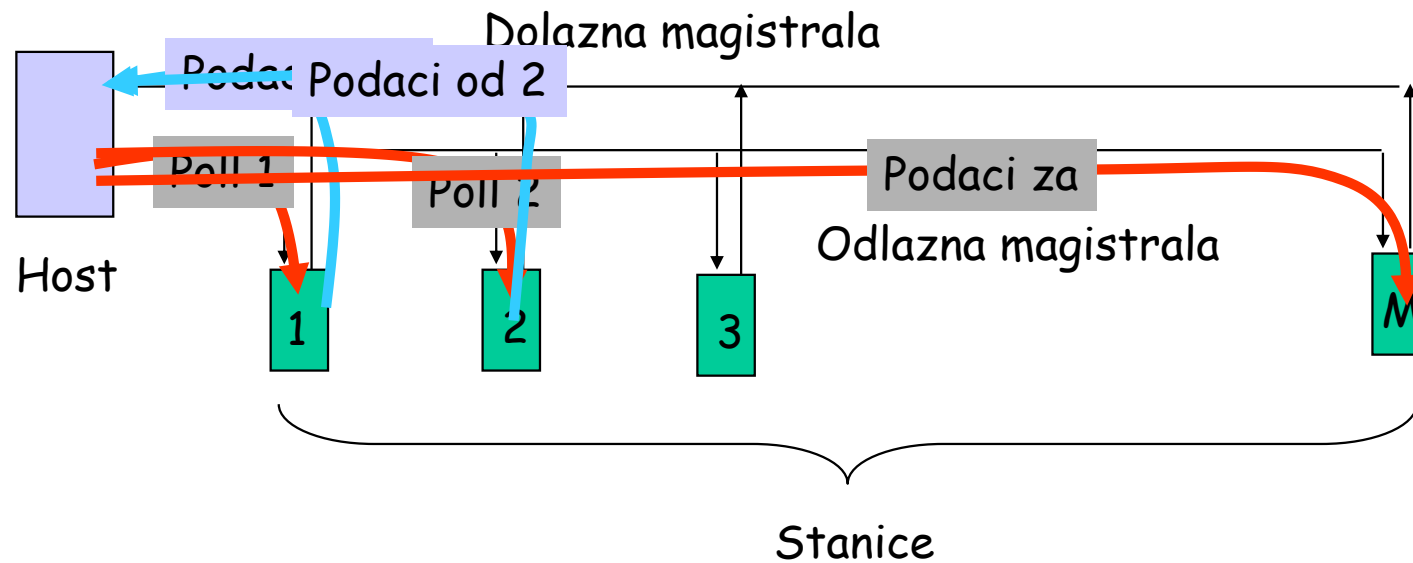 Dolazna magistrala
Podaci od 2
Poll 1
Poll 2
Podaci za
Odlazna magistrala
Host
1
2
3
M
Stanice